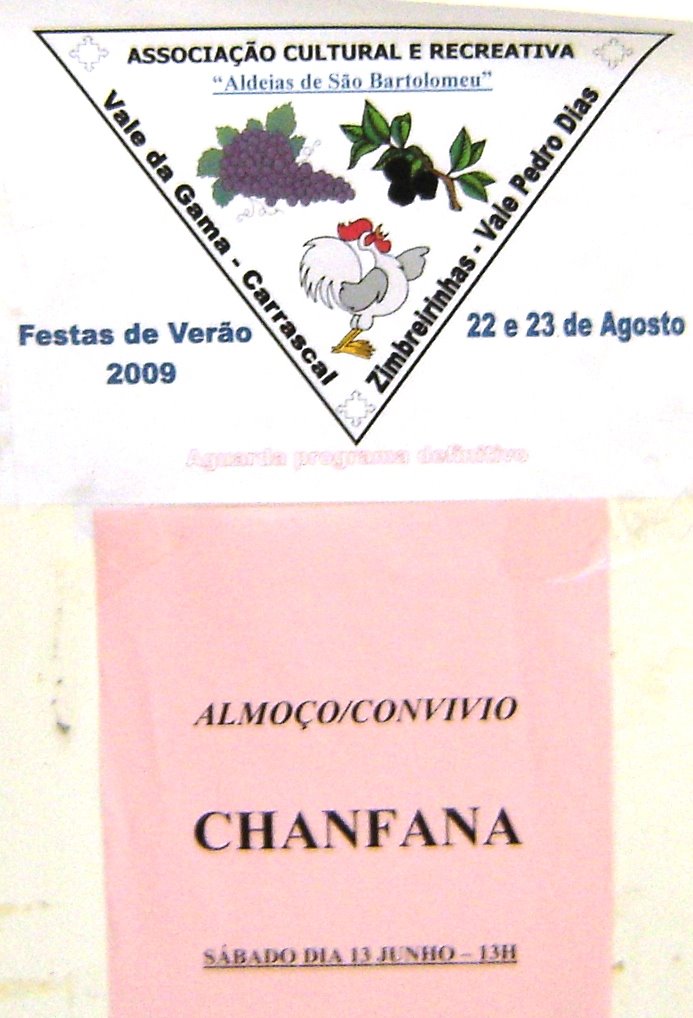 ASSOCIAÇÃO CULTURAL E RECREATIVA
"Aldeias de São Bartolomeu"
Vale da Gama - Carrascal
Zimbreirinhas - Vale Pedro Dias
Festas de Verão
2009
22 e 23 de Agosto
Aguarda programa definitivo
ALMOÇO/CONVIVIO
CHANFANA
SÁBADO DIA 13 JUNHO – 13H